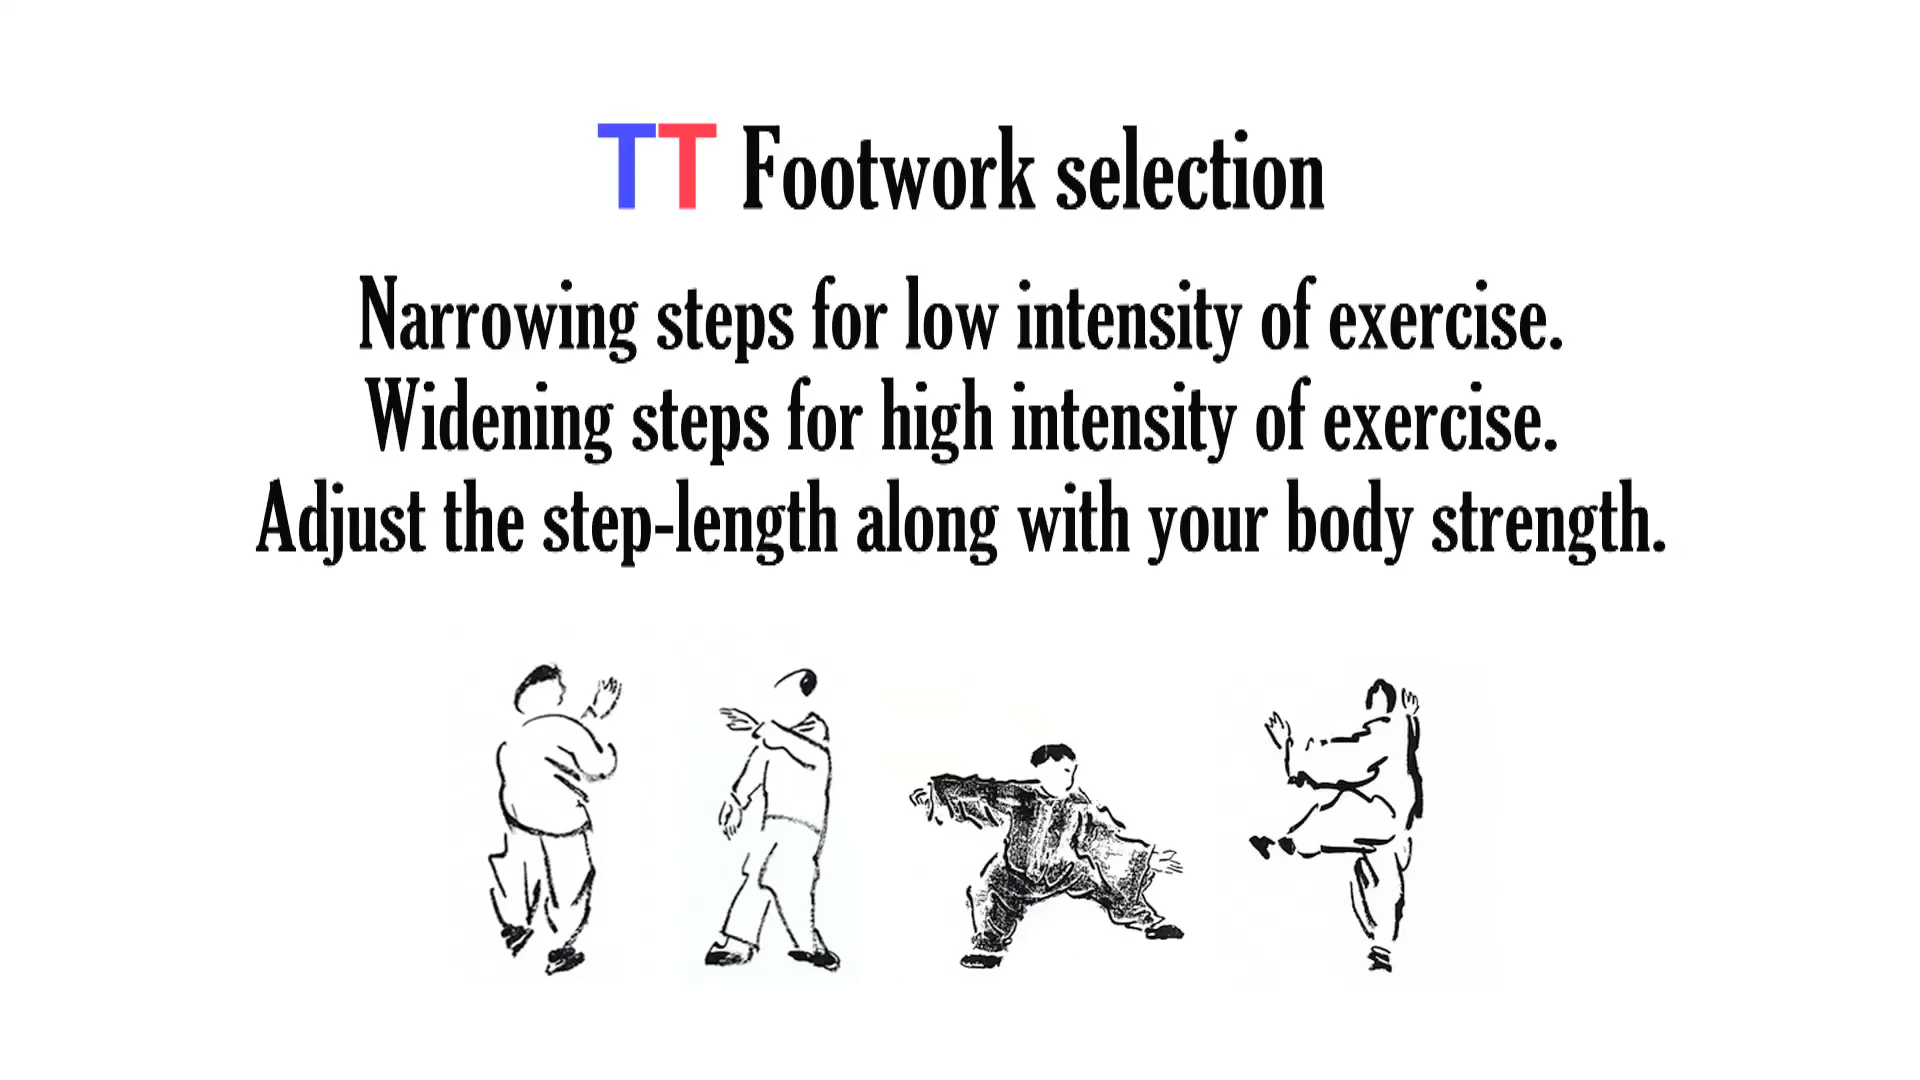 TT Footwork selection
Narrowing steps for low intensity of exercise.
Widening steps for high intensity of exercise.
Adjust the step-length along with your body strength.